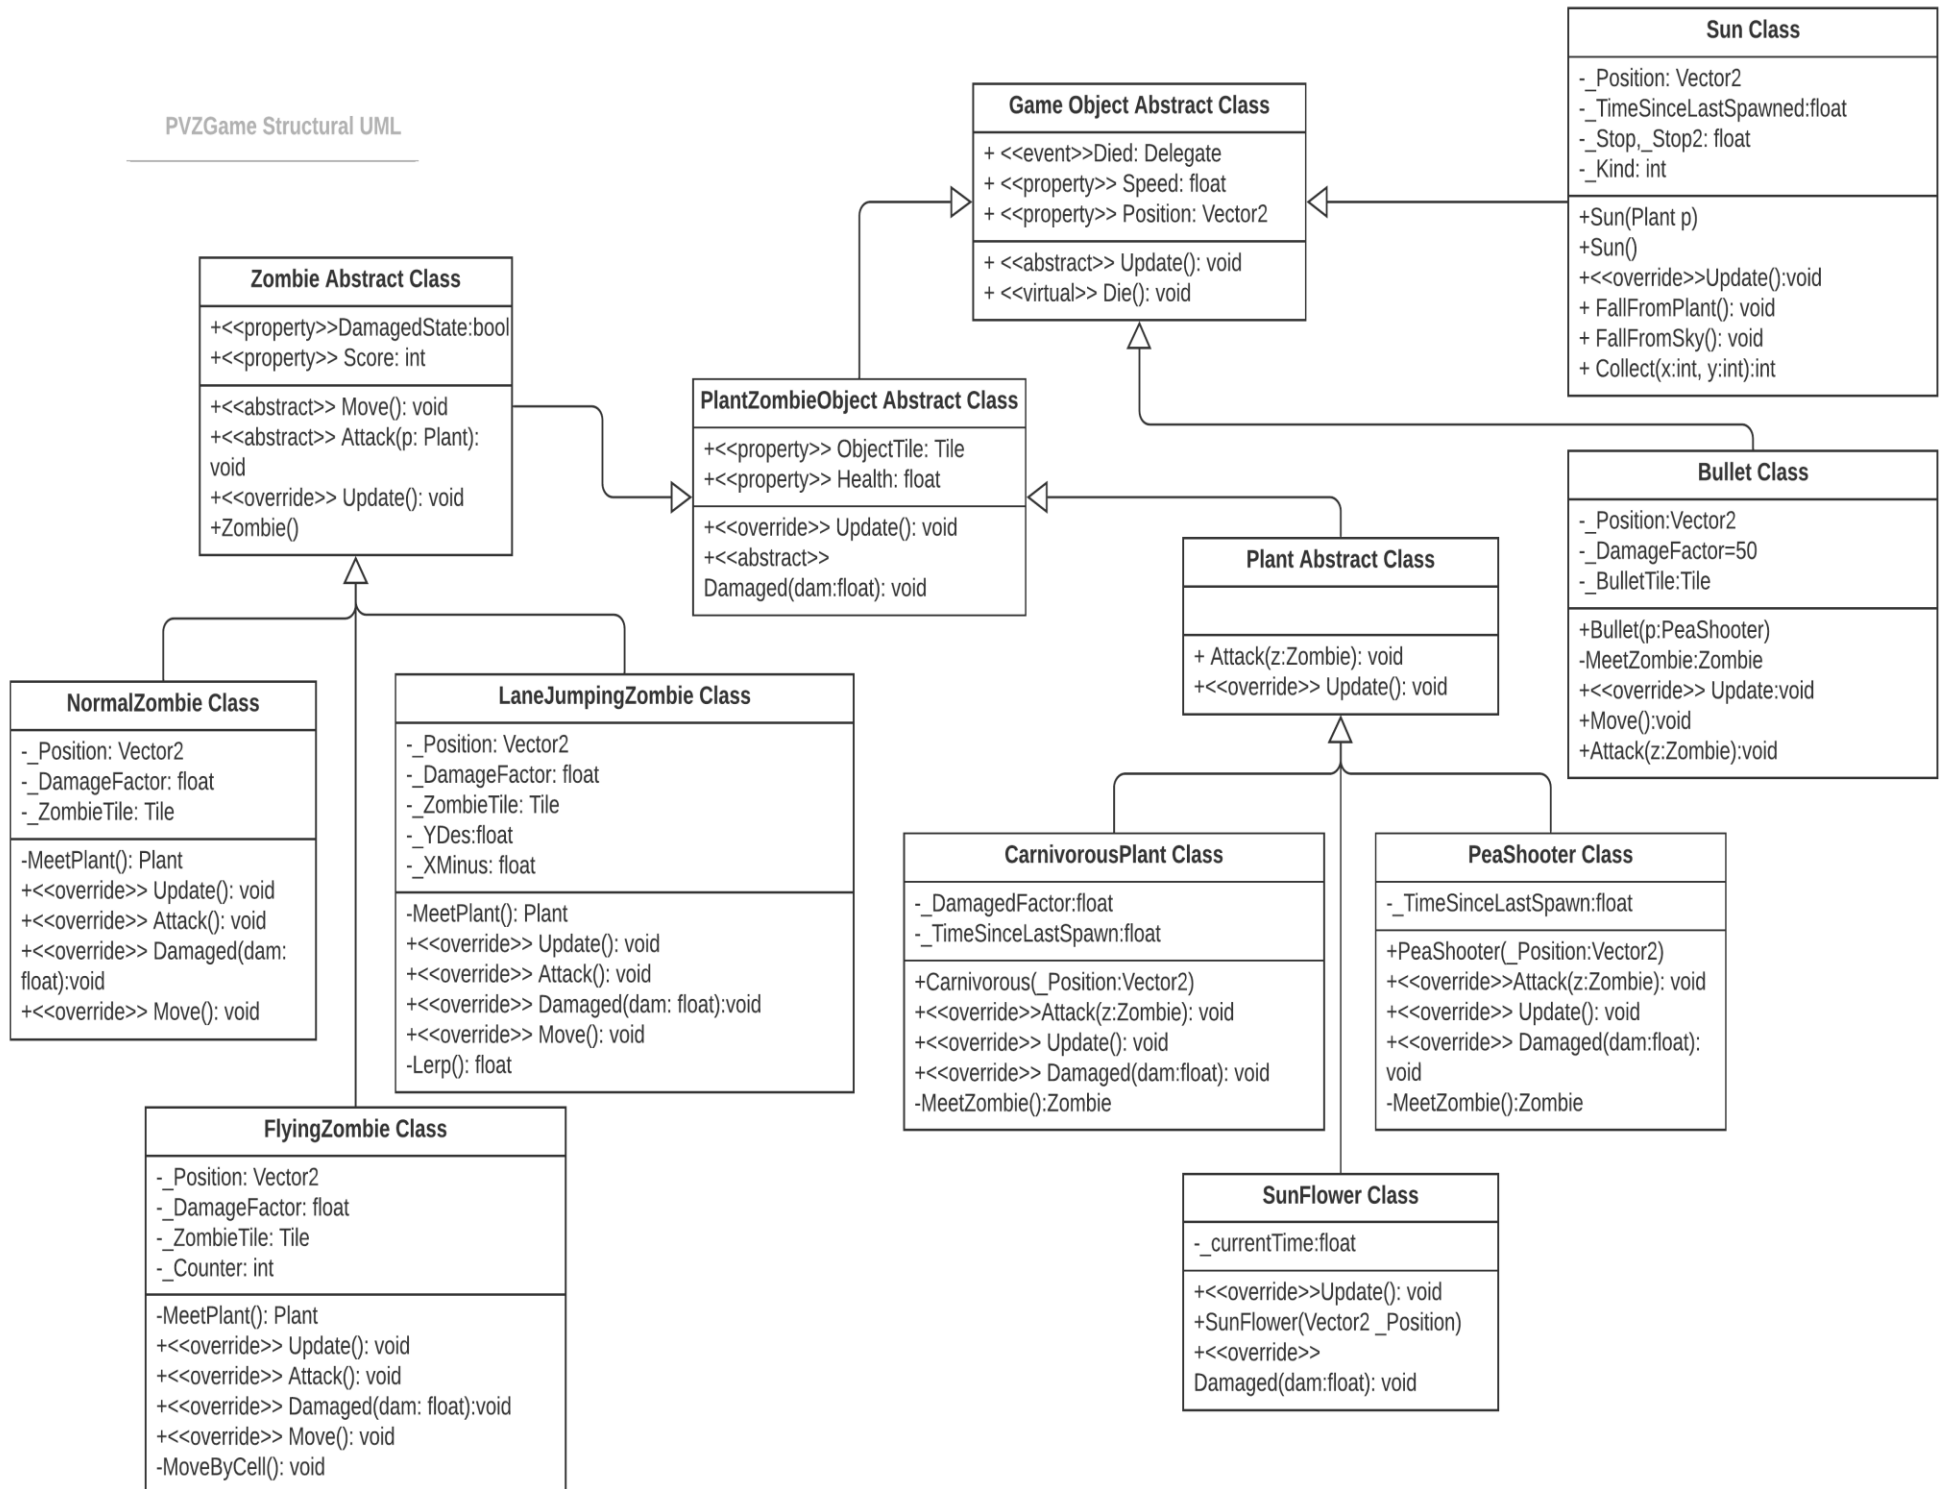 PVZGame Structural UML
Sun Class
-_Position: Vector2
-_TimeSinceLastSpawned:float
-_Stop,_Stop2: float
-_Kind: int
+Sun(Plant p)
+Sun()
+<<override>>Update():void
+ FallFromPlant(): void
+ FallFromSky(): void
+ Collect(x:int, y:int):int
Game Object Abstract Class
+ <<event>>Died: Delegate
+ <<property>> Speed: float
+ <<property>> Position: Vector2
+ <<abstract>> Update(): void
+ <<virtual>> Die(): void
Zombie Abstract Class
+<<property>>DamagedState:bool
+<<property>> Score: int
+<<abstract>> Move(): void
+<<abstract>> Attack(p: Plant):
void
+<<override>> Update(): void
+Zombie()
PlantZombieObject Abstract Class
+<<property>> ObjectTile: Tile
+<<property>> Health: float
+<<override>> Update(): void
+<<abstract>>
Damaged(dam:float): void
Bullet Class
-_Position:Vector2
-_DamageFactor=50
-_BulletTile:Tile
+Bullet(p:PeaShooter)
-MeetZombie:Zombie
+<<override>> Update:void
+Move():void
+Attack(z:Zombie):void
Plant Abstract Class
+ Attack(z:Zombie): void
+<<override>> Update(): void
NormalZombie Class
-_Position: Vector2
-_DamageFactor: float
-_ZombieTile: Tile
-MeetPlant(): Plant
+<<override>> Update(): void
+<<override>> Attack(): void
+<<override>> Damaged(dam:
float):void
+<<override>> Move(): void
LaneJumpingZombie Class
-_Position: Vector2
-_DamageFactor: float
-_ZombieTile: Tile
-_YDes:float
-_XMinus: float
-MeetPlant(): Plant
+<<override>> Update(): void
+<<override>> Attack(): void
+<<override>> Damaged(dam: float):void
+<<override>> Move(): void
-Lerp(): float
CarnivorousPlant Class
-_DamagedFactor:float
-_TimeSinceLastSpawn:float
+Carnivorous(_Position:Vector2)
+<<override>>Attack(z:Zombie): void
+<<override>> Update(): void
+<<override>> Damaged(dam:float): void
-MeetZombie():Zombie
PeaShooter Class
-_TimeSinceLastSpawn:float
+PeaShooter(_Position:Vector2)
+<<override>>Attack(z:Zombie): void
+<<override>> Update(): void
+<<override>> Damaged(dam:float):
void
-MeetZombie():Zombie
FlyingZombie Class
-_Position: Vector2
-_DamageFactor: float
-_ZombieTile: Tile
-_Counter: int
-MeetPlant(): Plant
+<<override>> Update(): void
+<<override>> Attack(): void
+<<override>> Damaged(dam: float):void
+<<override>> Move(): void
-MoveByCell(): void
SunFlower Class
-_currentTime:float
+<<override>>Update(): void
+SunFlower(Vector2 _Position)
+<<override>>
Damaged(dam:float): void